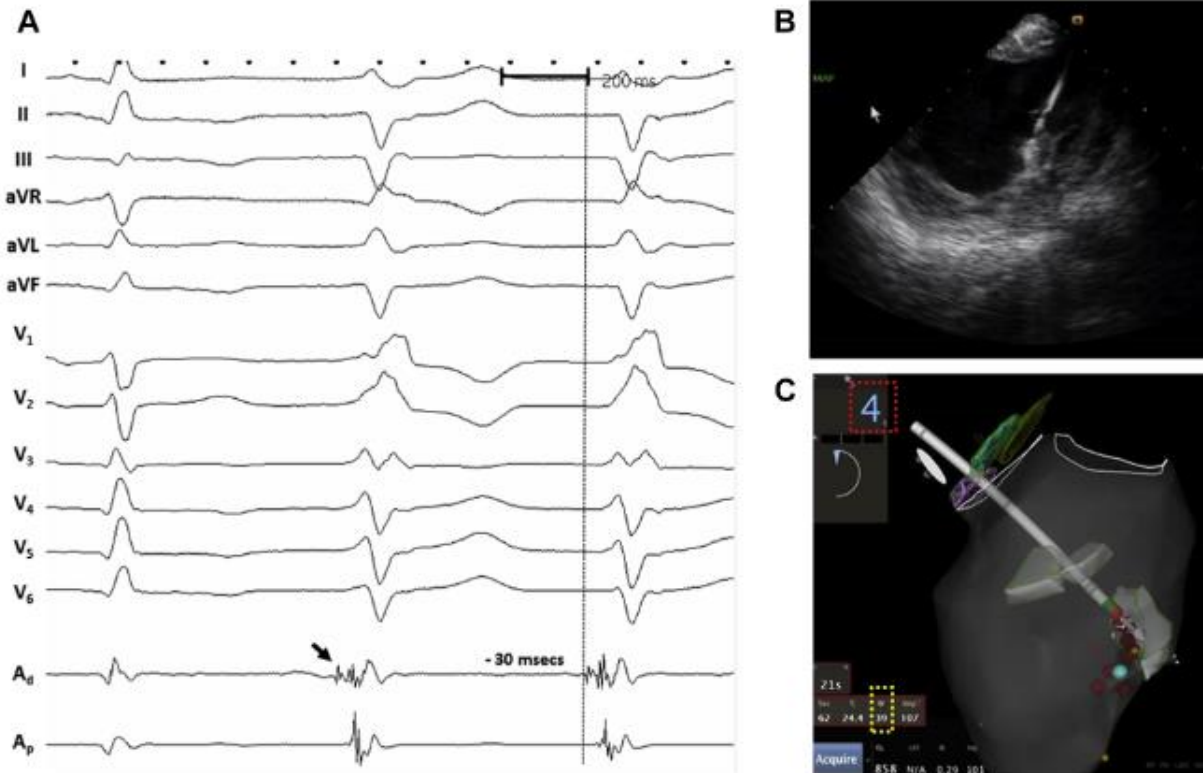 A
I
200 ms
II
III
aVR
aVL
aVF
V1
V2
V3
V4
V5
V6
- 30 msecs
Ad
Ap
B
MAP
C
4
21s
62 24.4 39 107
Acquire
858 N/A 0.29 101